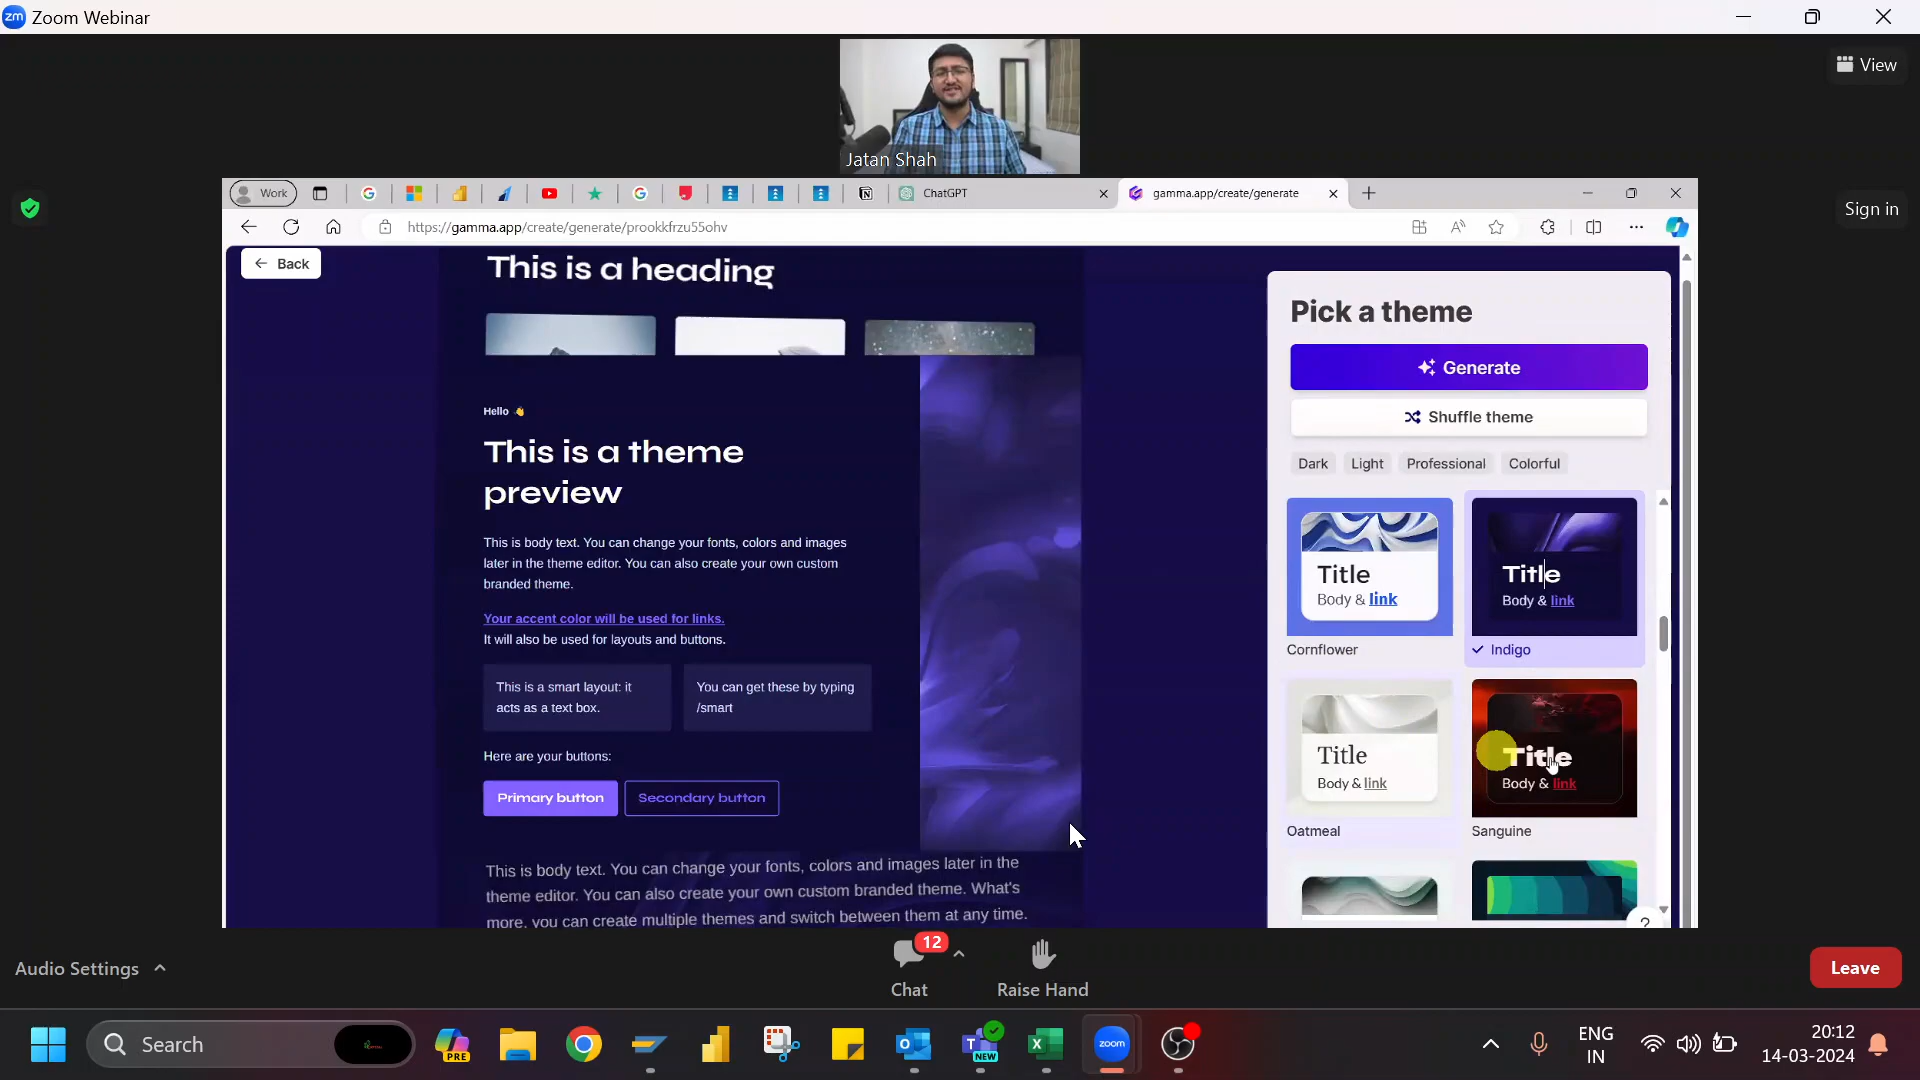 zm Zoom Webinar
View
Jatan Shah
Sign in
Work
ChatGPT
gamma.app/create/generate
https://gamma.app/create/generate/prookkfrzu55ohv
Back
This is a heading
Hello
This is a theme
preview
This is body text. You can change your fonts, colors and images
later in the theme editor. You can also create your own custom
branded theme.
Your accent color will be used for links.
It will also be used for layouts and buttons.
This is a smart layout: it
acts as a text box.
You can get these by typing
/smart
Here are your buttons:
Primary button
Secondary button
This is body text. You can change your fonts, colors and images later in the
theme editor. You can also create your own custom branded theme. What's
more, you can create multiple themes and switch between them at any time.
Pick a theme
Generate
Shuffle theme
Dark
Light
Professional
Colorful
Title
Body & link
Cornflower
Title
Body & link
Indigo
Title
Body & link
Oatmeal
Title
Body & link
Sanguine
?
Audio Settings
12
Chat
Raise Hand
Leave
Search
PRE
NEW
zoom
ENG
IN
20:12
14-03-2024